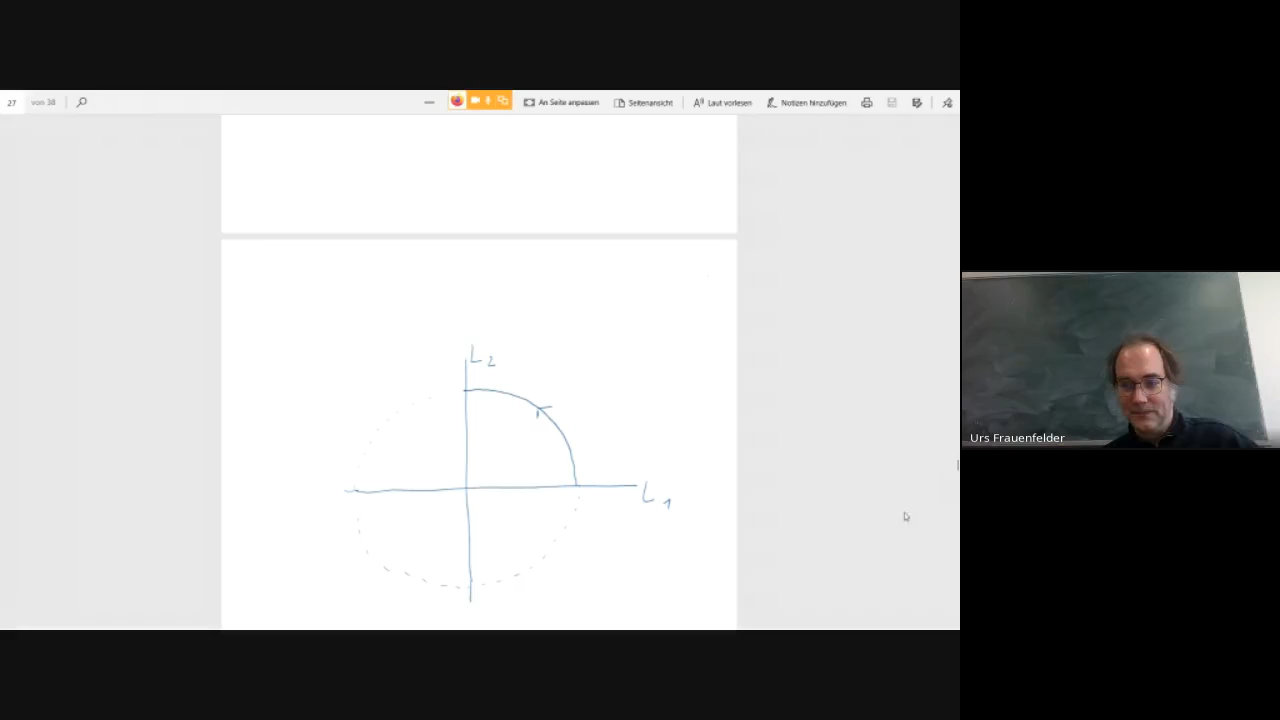 27 von 38 An Seite anpassen Seitenansicht Laut vorlesen Notizen hinzufügen
L2
L1
Urs Frauenfelder